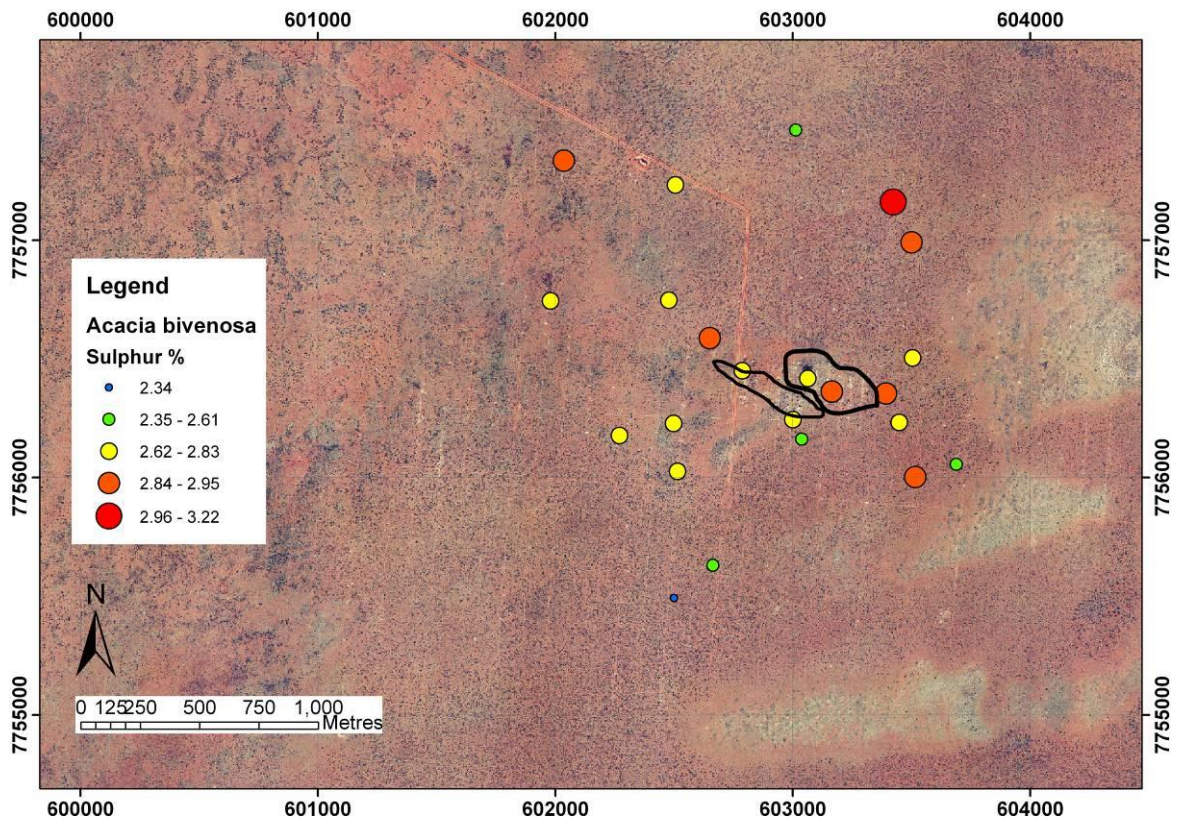 600000 601000 602000 603000 604000
7757000 7757000
Legend
Acacia bivenosa
Sulphur %
2.34
2.35 - 2.61
2.62 - 2.83
2.84 - 2.95
2.96 - 3.22
7756000 7756000
N
0 125 250 500 750 1,000
Metres
7755000 7755000
600000 601000 602000 603000 604000